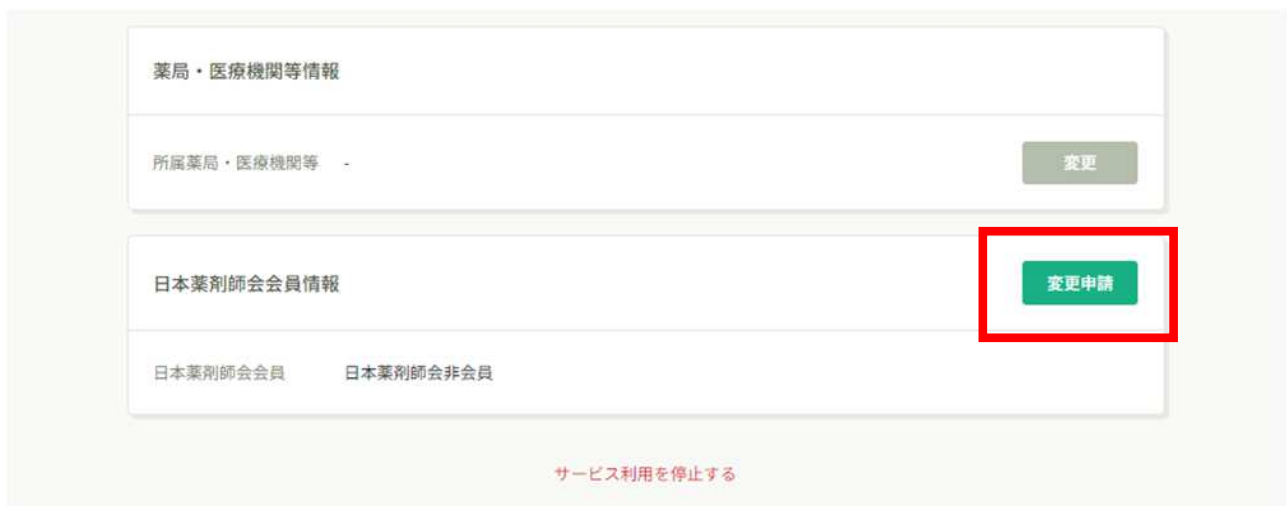 薬局・医療機関等情報
所属薬局・医療機関等 - 変更
日本薬剤師会会員情報 変更申請
日本薬剤師会会員 日本薬剤師会非会員
サービス利用を停止する